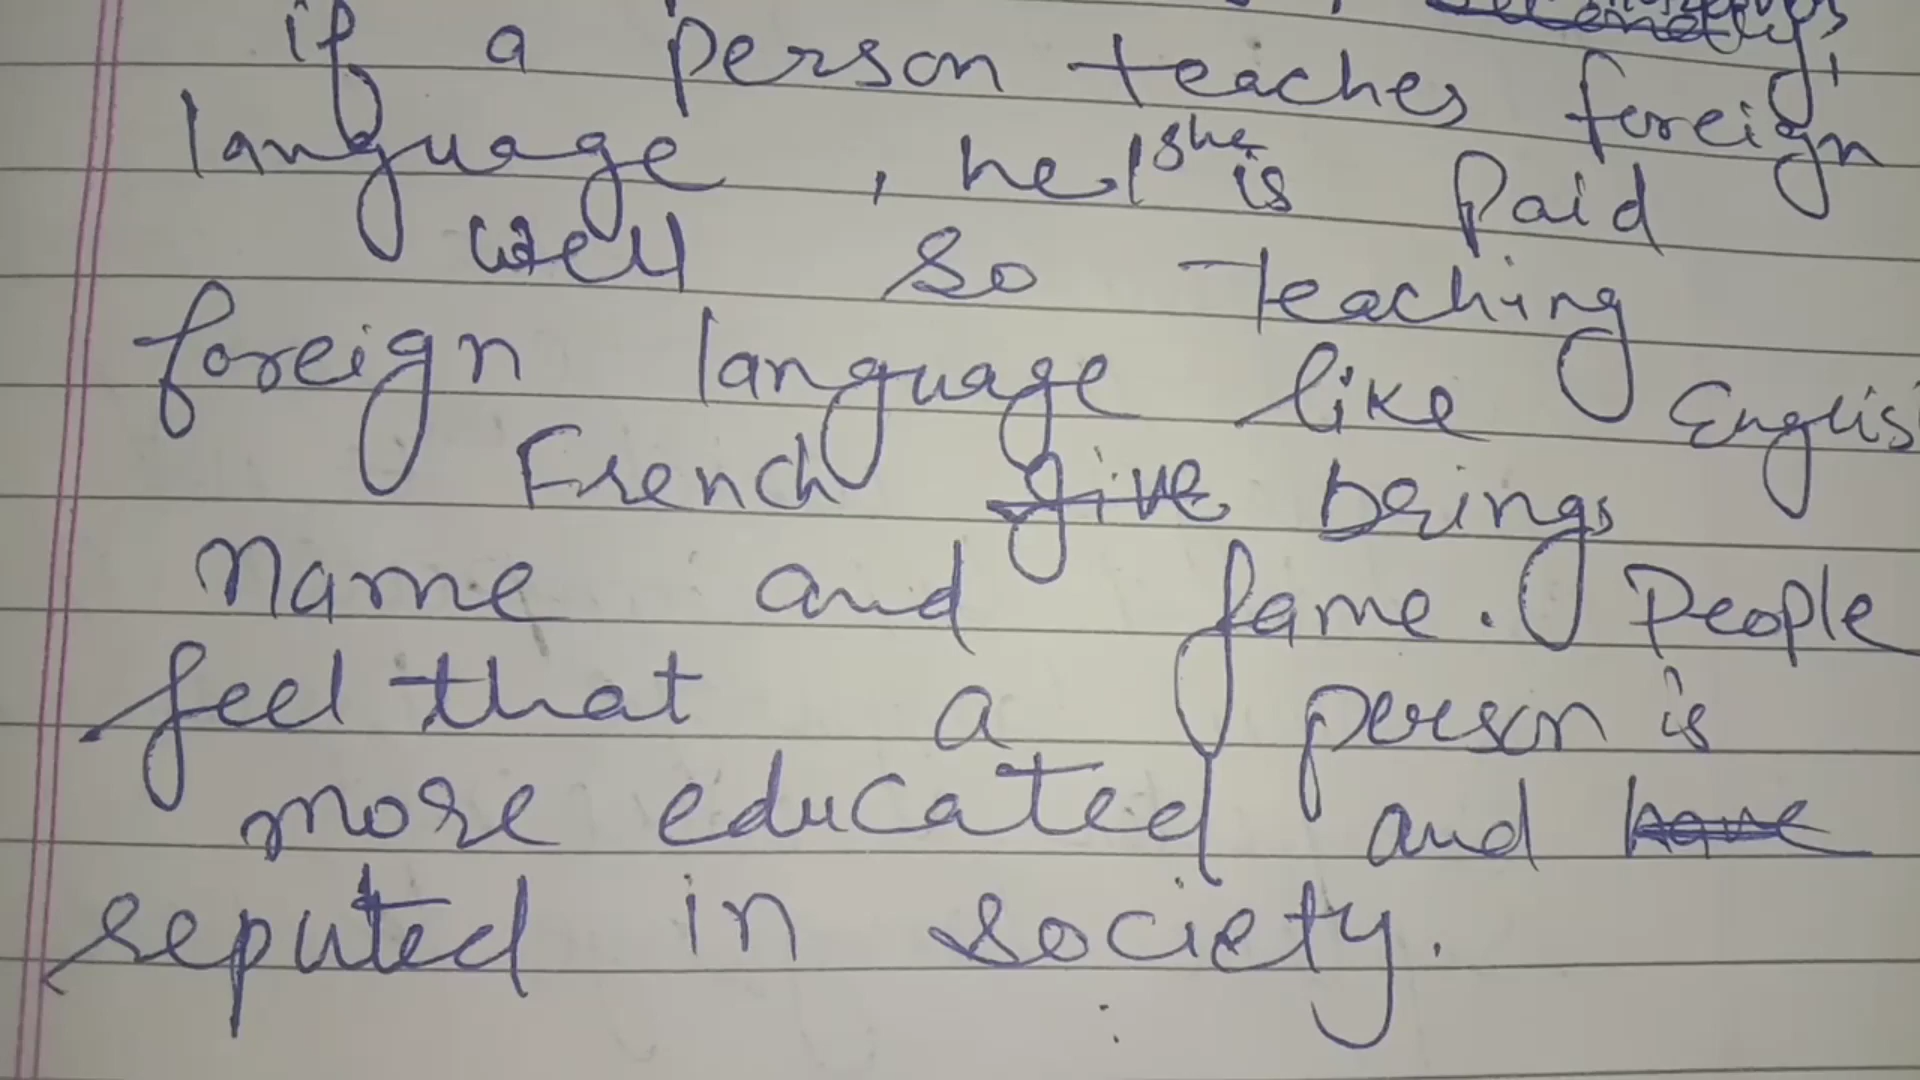 if a person teaches foreign
language, he/she is paid
well so teaching
foreign language like Englis
French give brings
name and fame. People
feel that a person is
more educated and have
reputed in society.